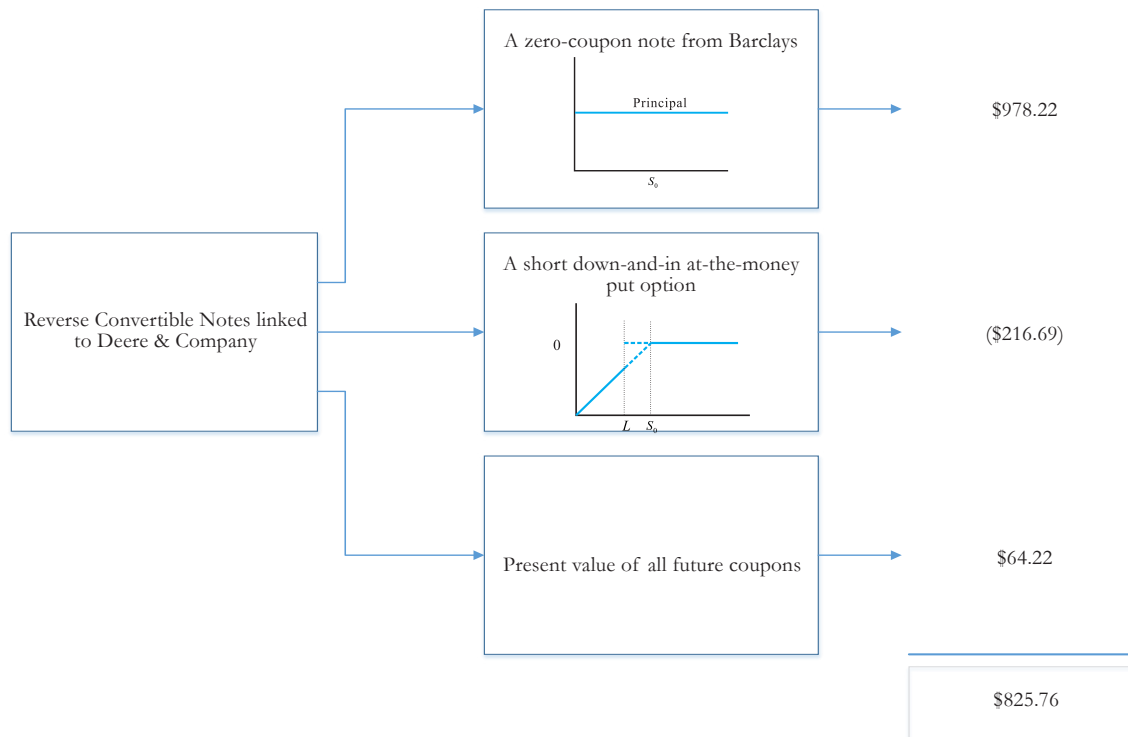 A zero-coupon note from Barclays
Principal
S₀
$978.22
Reverse Convertible Notes linked
to Deere & Company
A short down-and-in at-the-money
put option
0
L S₀
($216.69)
Present value of all future coupons
$64.22
$825.76